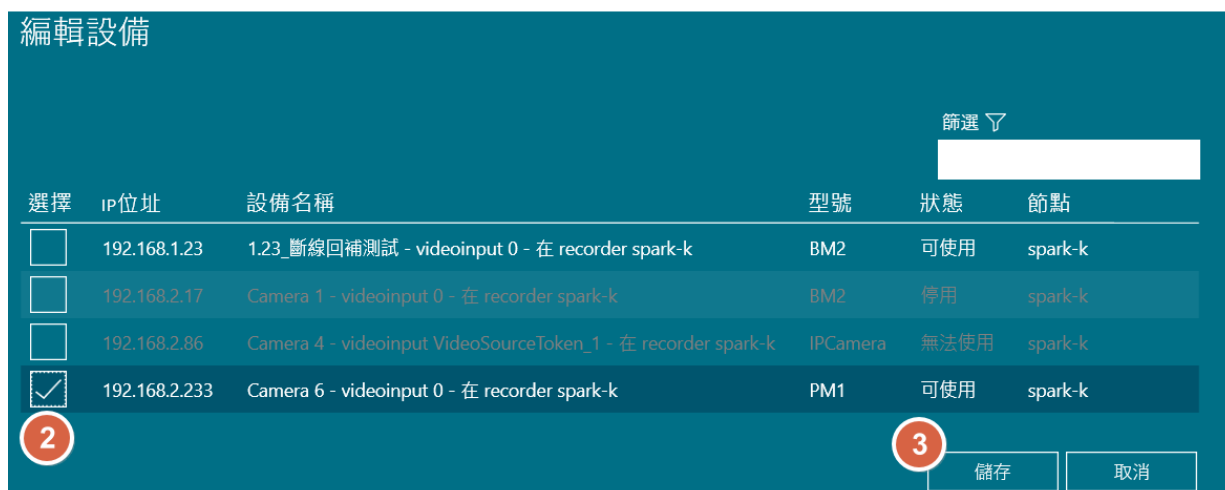 編輯設備
篩選
選擇 IP位址 設備名稱 型號 狀態 節點
192.168.1.23 1.23_斷線回補測試 - videoinput 0 - 在 recorder spark-k BM2 可使用 spark-k
192.168.2.17 Camera 1 - videoinput 0 - 在 recorder spark-k BM2 停用 spark-k
192.168.2.86 Camera 4 - videoinput VideoSourceToken_1 - 在 recorder spark-k IPCamera 無法使用 spark-k
192.168.2.233 Camera 6 - videoinput 0 - 在 recorder spark-k PM1 可使用 spark-k
2 3
儲存 取消